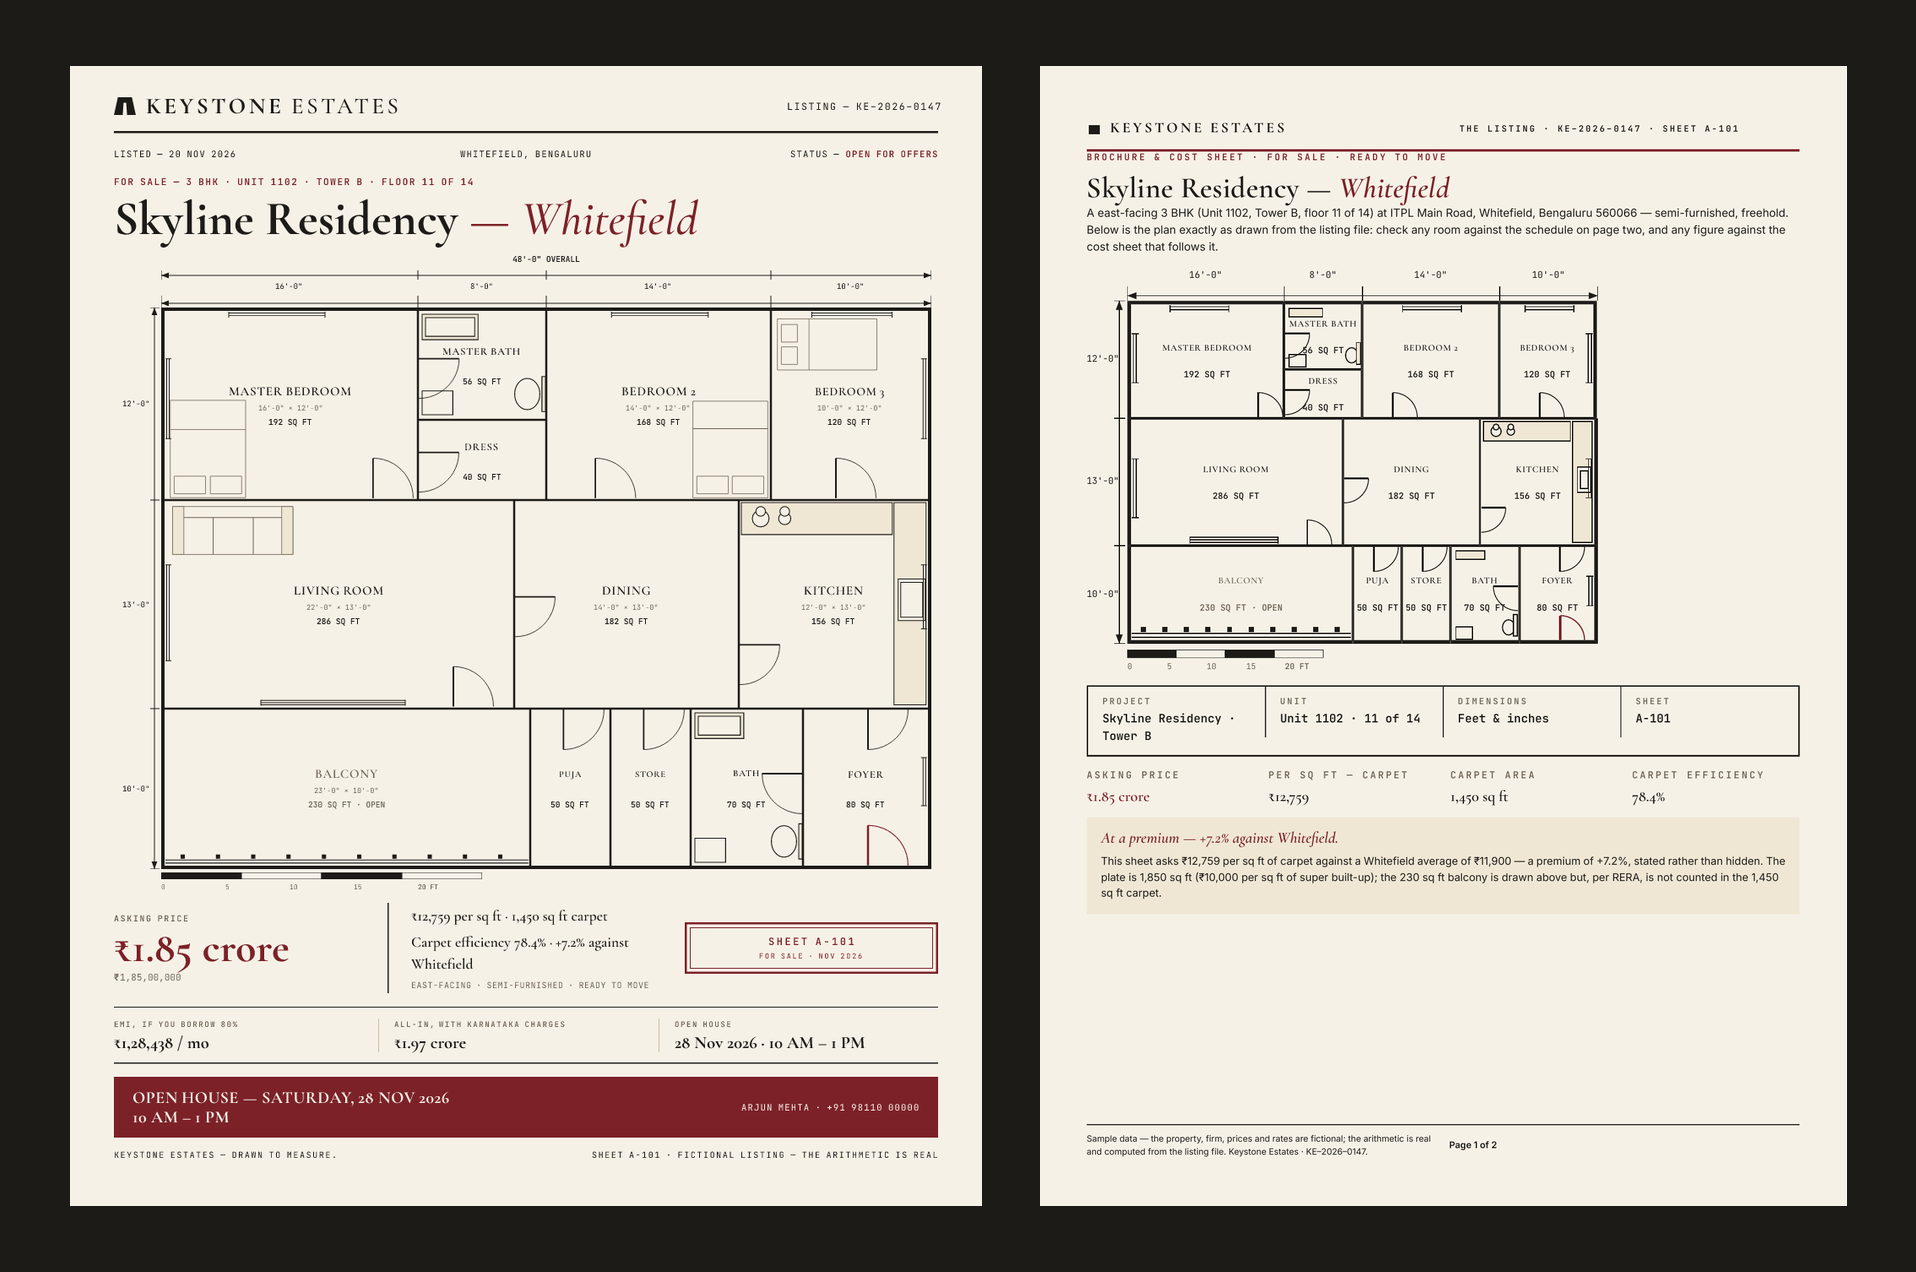 KEYSTONE ESTATES
LISTING — KE-2026-0147
LISTED — 20 NOV 2026
WHITEFIELD, BENGALURU
STATUS — OPEN FOR OFFERS
FOR SALE — 3 BHK · UNIT 1102 · TOWER B · FLOOR 11 OF 14
Skyline Residency — Whitefield
48'-0" OVERALL
16'-0"
8'-0"
14'-0"
10'-0"
12'-0"
MASTER BEDROOM
16'-0" × 12'-0"
192 SQ FT
MASTER BATH
56 SQ FT
DRESS
40 SQ FT
BEDROOM 2
14'-0" × 12'-0"
168 SQ FT
BEDROOM 3
10'-0" × 12'-0"
120 SQ FT
13'-0"
LIVING ROOM
22'-0" × 13'-0"
286 SQ FT
DINING
14'-0" × 13'-0"
182 SQ FT
KITCHEN
12'-0" × 13'-0"
156 SQ FT
10'-0"
BALCONY
23'-0" × 10'-0"
230 SQ FT · OPEN
PUJA
50 SQ FT
STORE
50 SQ FT
BATH
70 SQ FT
FOYER
80 SQ FT
0 5 10 15 20 FT
ASKING PRICE
₹1.85 crore
₹1,85,00,000
₹12,759 per sq ft · 1,450 sq ft carpet
Carpet efficiency 78.4% · +7.2% against
Whitefield
EAST-FACING · SEMI-FURNISHED · READY TO MOVE
SHEET A-101
FOR SALE · NOV 2026
EMI, IF YOU BORROW 80%
₹1,28,438 / mo
ALL-IN, WITH KARNATAKA CHARGES
₹1.97 crore
OPEN HOUSE
28 Nov 2026 · 10 AM – 1 PM
OPEN HOUSE — SATURDAY, 28 NOV 2026
10 AM – 1 PM
ARJUN MEHTA · +91 98110 00000
KEYSTONE ESTATES — DRAWN TO MEASURE.
SHEET A-101 · FICTIONAL LISTING — THE ARITHMETIC IS REAL
KEYSTONE ESTATES
THE LISTING · KE-2026-0147 · SHEET A-101
BROCHURE & COST SHEET · FOR SALE · READY TO MOVE
Skyline Residency — Whitefield
A east-facing 3 BHK (Unit 1102, Tower B, floor 11 of 14) at ITPL Main Road, Whitefield, Bengaluru 560066 — semi-furnished, freehold.
Below is the plan exactly as drawn from the listing file: check any room against the schedule on page two, and any figure against the
cost sheet that follows it.
16'-0"
8'-0"
14'-0"
10'-0"
12'-0"
MASTER BEDROOM
192 SQ FT
MASTER BATH
56 SQ FT
DRESS
40 SQ FT
BEDROOM 2
168 SQ FT
BEDROOM 3
120 SQ FT
13'-0"
LIVING ROOM
286 SQ FT
DINING
182 SQ FT
KITCHEN
156 SQ FT
10'-0"
BALCONY
230 SQ FT · OPEN
PUJA
50 SQ FT
STORE
50 SQ FT
BATH
70 SQ FT
FOYER
80 SQ FT
0 5 10 15 20 FT
PROJECT
Skyline Residency ·
Tower B
UNIT
Unit 1102 · 11 of 14
DIMENSIONS
Feet & inches
SHEET
A-101
ASKING PRICE
₹1.85 crore
PER SQ FT — CARPET
₹12,759
CARPET AREA
1,450 sq ft
CARPET EFFICIENCY
78.4%
At a premium — +7.2% against Whitefield.
This sheet asks ₹12,759 per sq ft of carpet against a Whitefield average of ₹11,900 — a premium of +7.2%, stated rather than hidden. The
plate is 1,850 sq ft (₹10,000 per sq ft of super built-up); the 230 sq ft balcony is drawn above but, per RERA, is not counted in the 1,450
sq ft carpet.
Sample data — the property, firm, prices and rates are fictional; the arithmetic is real
and computed from the listing file. Keystone Estates · KE-2026-0147.
Page 1 of 2